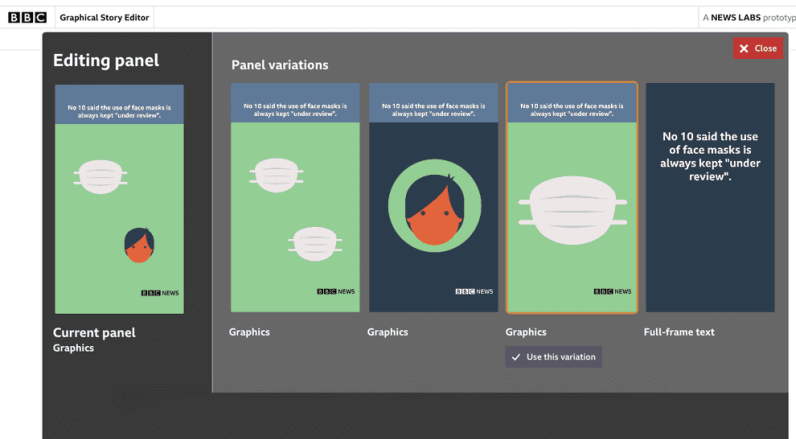 BBC Graphical Story Editor
A NEWS LABS prototyp
Close
Editing panel
Panel variations
No 10 said the use of face masks is
always kept "under review".
BBC NEWS
No 10 said the use of face masks is
always kept "under review".
BBC NEWS
No 10 said the use of face masks is
always kept "under review".
BBC NEWS
No 10 said the use of face masks is
always kept "under review".
BBC NEWS
No 10 said the use
of face masks is
always kept "under
review".
Current panel
Graphics
Graphics
Graphics
Graphics
Full-frame text
Use this variation